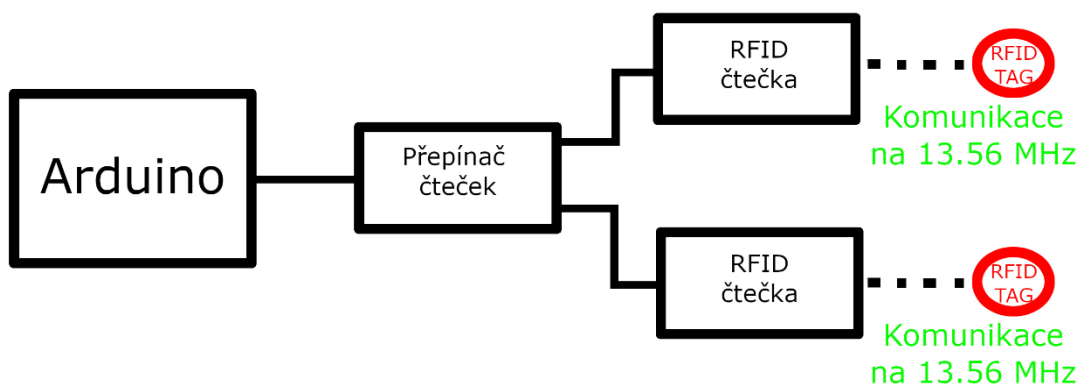 Arduino
Přepínač
čteček
RFID
čtečka
RFID
TAG
Komunikace
na 13.56 MHz
RFID
čtečka
RFID
TAG
Komunikace
na 13.56 MHz